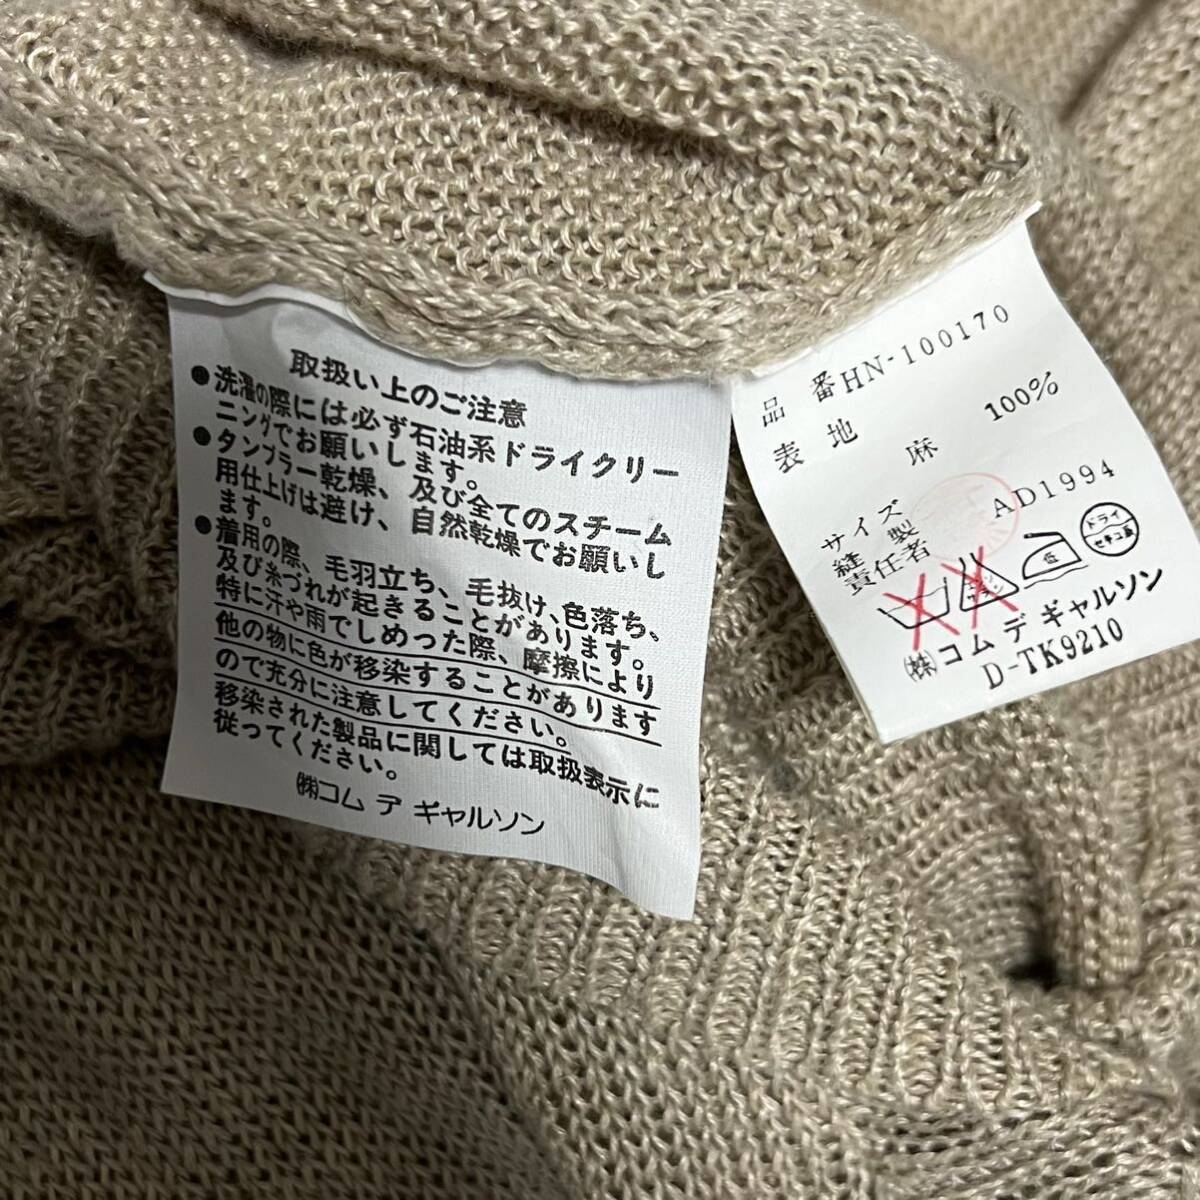 取扱い上のご注意
●洗濯の際には必ず石油系ドライクリー
ニングでお願いします。
●タンブラー乾燥、及び全てのスチーム
用仕上げは避け、自然乾燥でお願いし
ます。
●着用の際、毛羽立ち、毛抜け、色落ち、
及び糸づれが起きることがあります。
特に汗や雨でしめった際、摩擦により
他の物に色が移染することがあります
ので充分に注意してください。
移染された製品に関しては取扱表示に
従ってください。
㈱コム デ ギャルソン
品 番 HN-100170
表 地 麻 100%
サイズ
縫製 AD1994
責任者
低
ドライ
セキユ系
㈱コム デ ギャルソン
D-TK9210